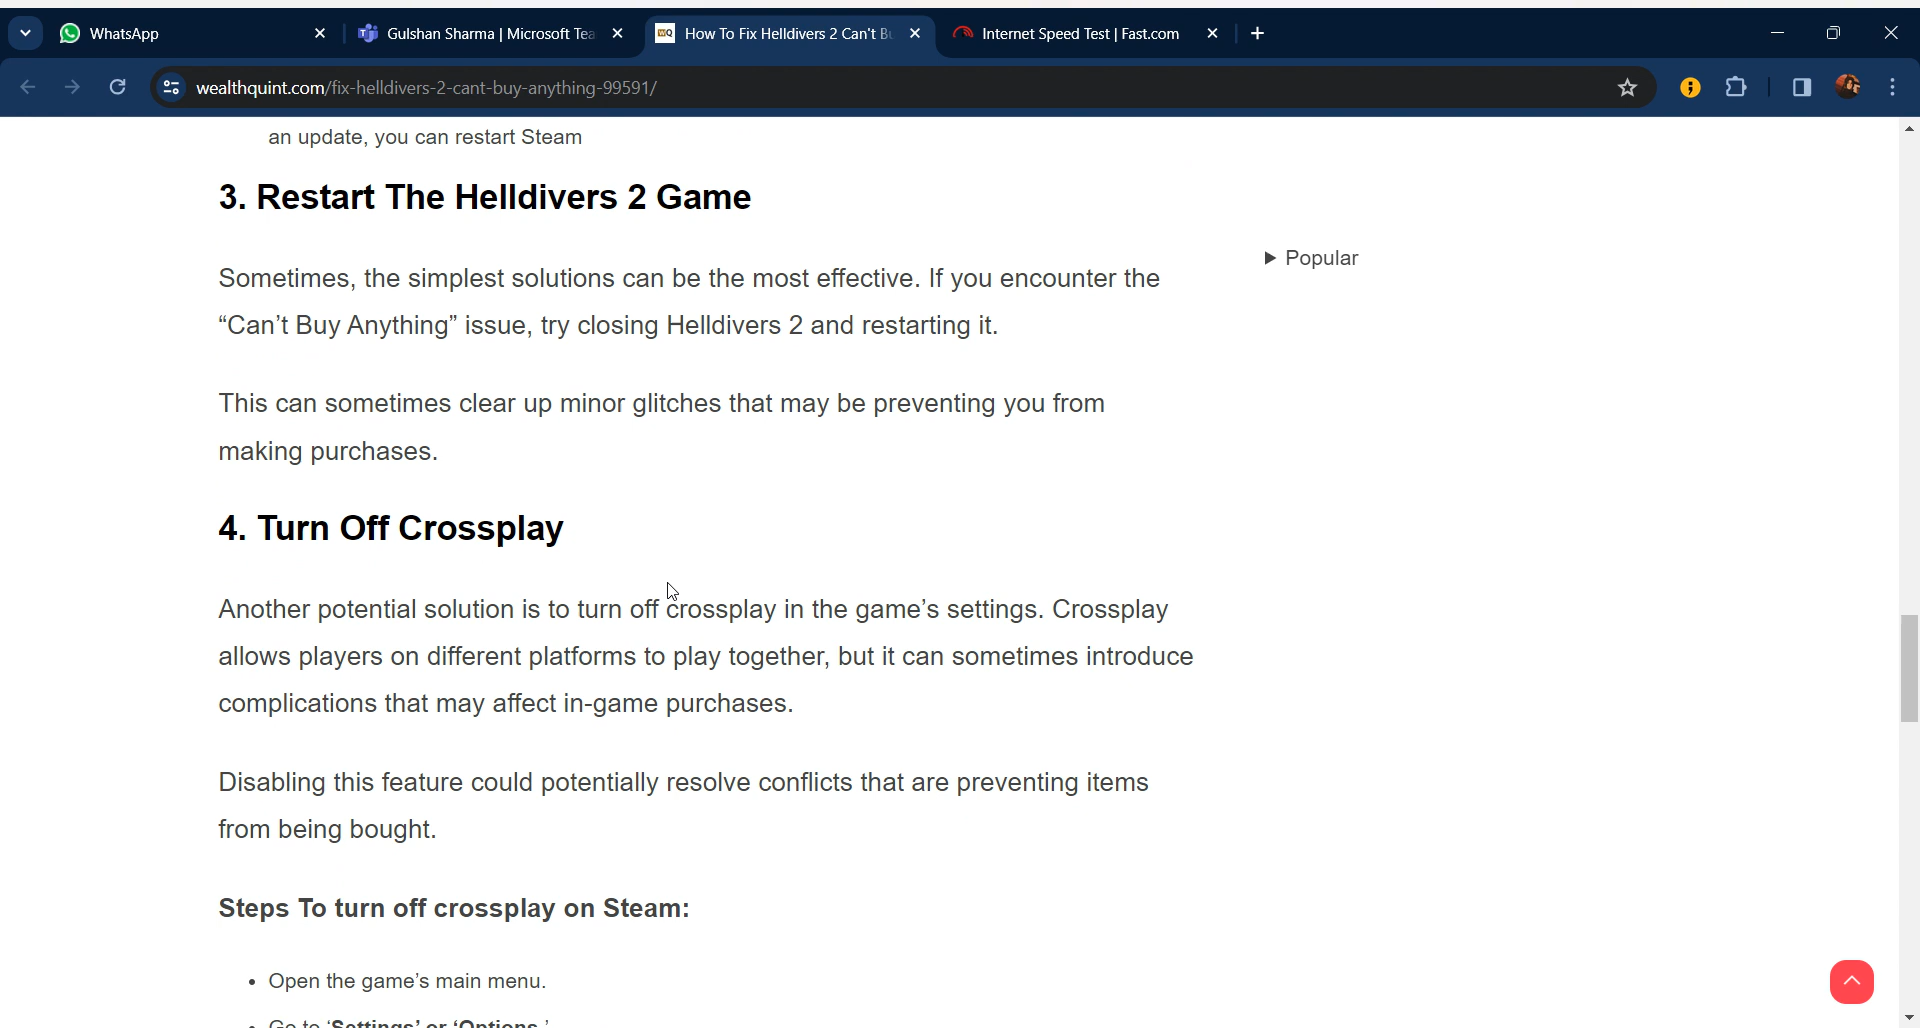 WhatsApp
Gulshan Sharma | Microsoft Tea
How To Fix Helldivers 2 Can't Bu
Internet Speed Test | Fast.com
wealthquint.com/fix-helldivers-2-cant-buy-anything-99591/
an update, you can restart Steam
3. Restart The Helldivers 2 Game
Sometimes, the simplest solutions can be the most effective. If you encounter the
“Can’t Buy Anything” issue, try closing Helldivers 2 and restarting it.
This can sometimes clear up minor glitches that may be preventing you from
making purchases.
Popular
4. Turn Off Crossplay
Another potential solution is to turn off crossplay in the game’s settings. Crossplay
allows players on different platforms to play together, but it can sometimes introduce
complications that may affect in-game purchases.
Disabling this feature could potentially resolve conflicts that are preventing items
from being bought.
Steps To turn off crossplay on Steam:
• Open the game’s main menu.
• Go to ‘Settings’ or ‘Options.’